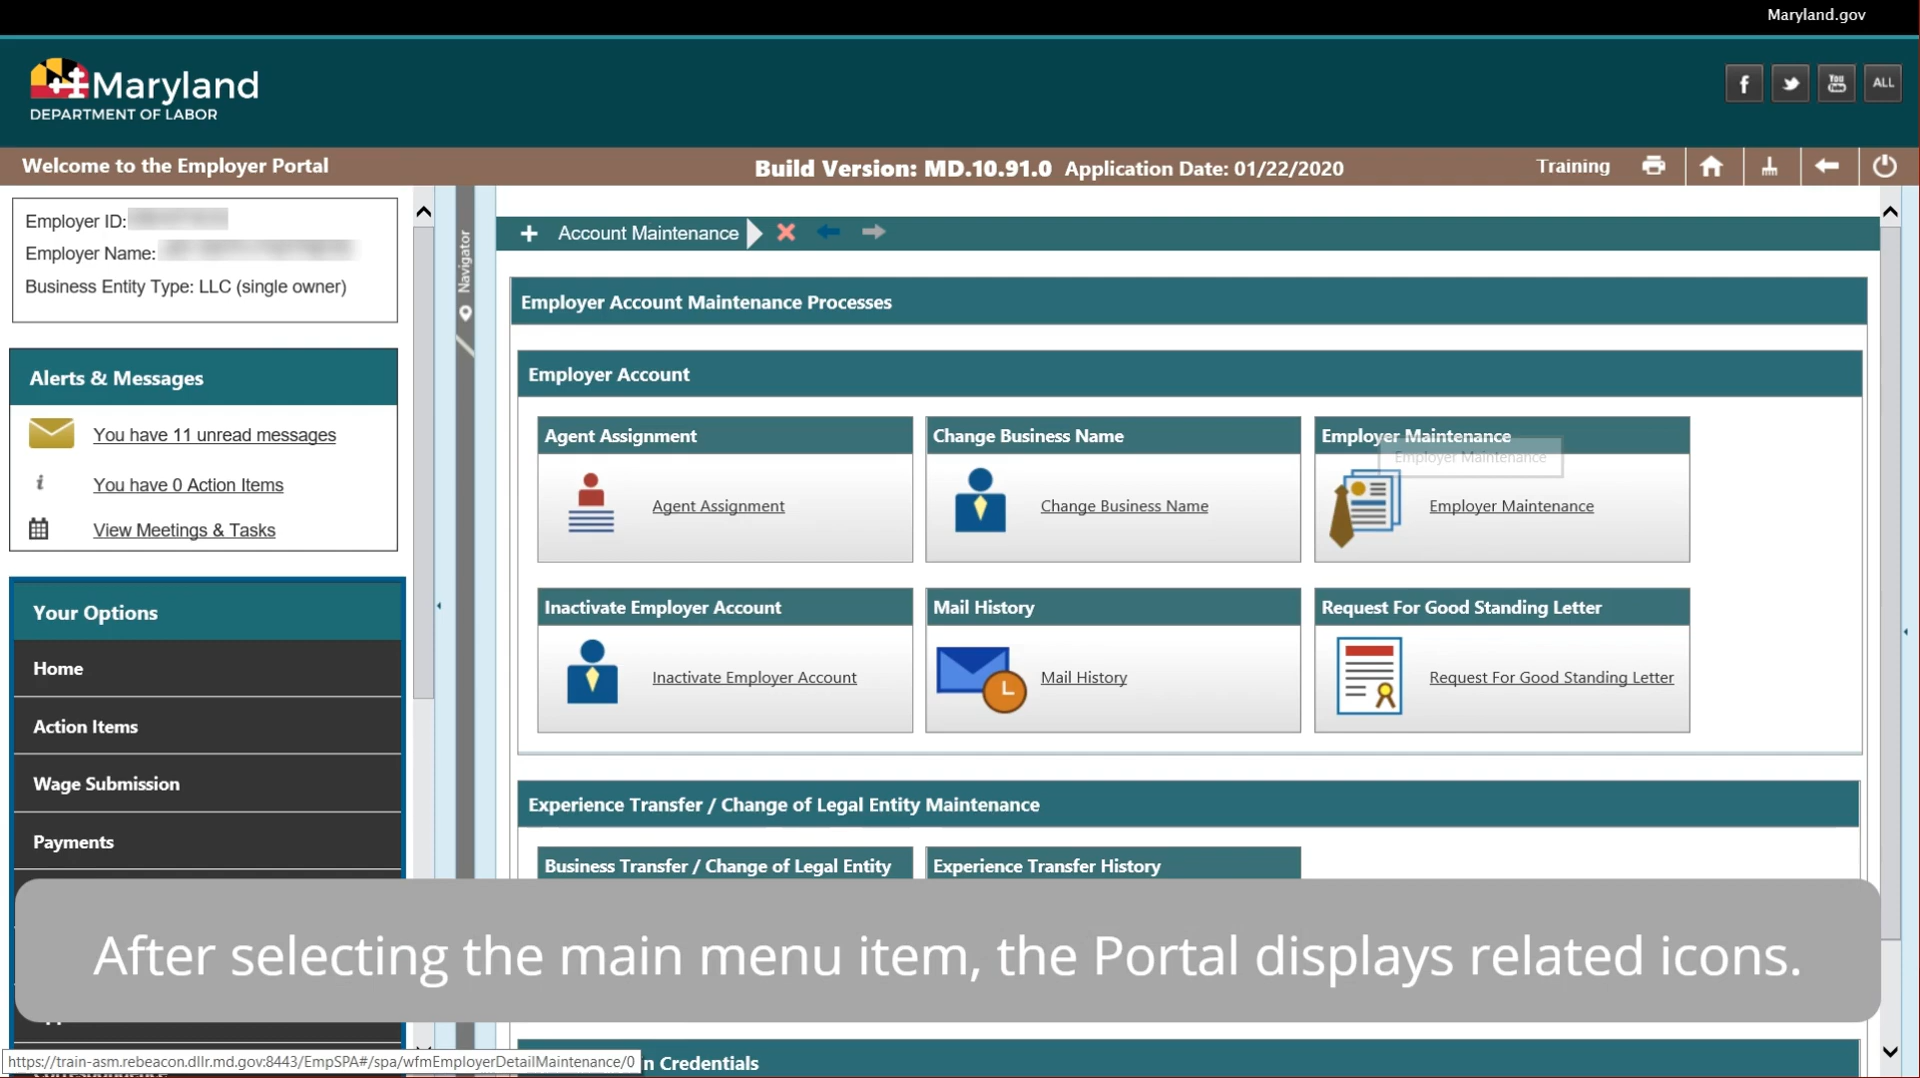 Maryland.gov
Maryland
DEPARTMENT OF LABOR
f
You
ALL
Welcome to the Employer Portal
Build Version: MD.10.91.0 Application Date: 01/22/2020
Training
Employer ID:
Employer Name:
Business Entity Type: LLC (single owner)
Alerts & Messages
You have 11 unread messages
You have 0 Action Items
View Meetings & Tasks
Your Options
Home
Action Items
Wage Submission
Payments
Navigator
Account Maintenance
Employer Account Maintenance Processes
Employer Account
Agent Assignment
Agent Assignment
Change Business Name
Change Business Name
Employer Maintenance
Employer Maintenance
Employer Maintenance
Inactivate Employer Account
Inactivate Employer Account
Mail History
Mail History
Request For Good Standing Letter
Request For Good Standing Letter
Experience Transfer / Change of Legal Entity Maintenance
Business Transfer / Change of Legal Entity
Experience Transfer History
After selecting the main menu item, the Portal displays related icons.
https://train-asm.rebeacon.dllr.md.gov:8443/EmpSPA#/spa/wfmEmployerDetailMaintenance/0
n Credentials